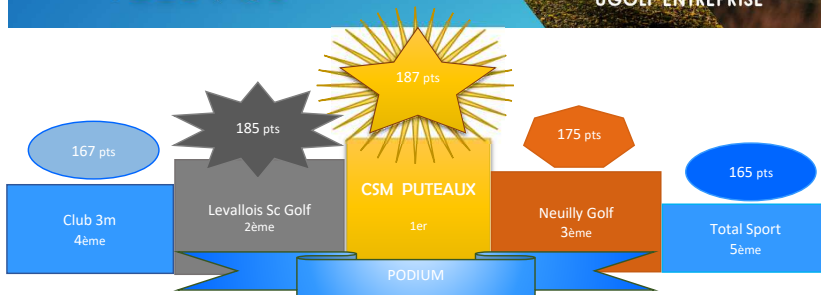 UGOLF ENTREPRISE
187 pts
185 pts
175 pts
167 pts
165 pts
CSM PUTEAUX
1er
Levallois Sc Golf
2ème
Neuilly Golf
3ème
Club 3m
4ème
Total Sport
5ème
PODIUM